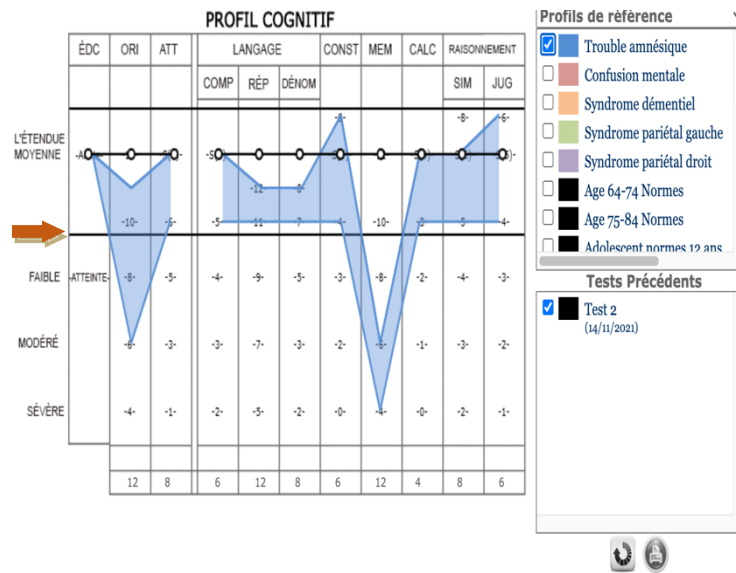 PROFIL COGNITIF
ÉDC ORI ATT LANGAGE CONST MEM CALC RAISONNEMENT
COMP RÉP DÉNOM SIM JUG
-6- -8- -6-
L'ÉTENDUE
MOYENNE
-12- -8-
-10- -6- -5- -11- -7- -4- -10- -3- -5- -4-
FAIBLE -ATTEINTE- -8- -5- -4- -9- -5- -3- -8- -2- -4- -3-
MODÉRÉ -6- -3- -3- -7- -3- -2- -6- -1- -3- -2-
SÉVÈRE -4- -1- -2- -5- -2- -0- -4- -0- -2- -1-
12 8 6 12 8 6 12 4 8 6
Profils de référence
Trouble amnésique
Confusion mentale
Syndrome démentiel
Syndrome pariétal gauche
Syndrome pariétal droit
Age 64-74 Normes
Age 75-84 Normes
Adolescent normes 12 ans
Tests Précédents
Test 2
(14/11/2021)